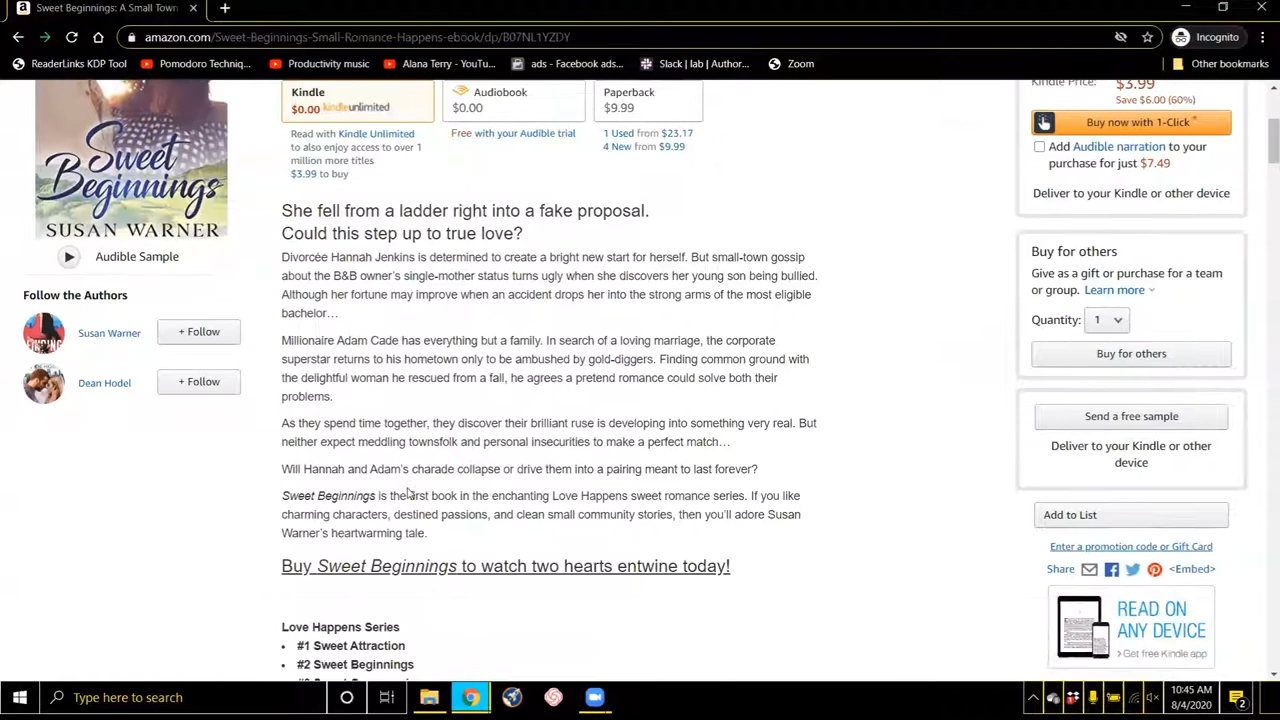 Sweet Beginnings: A Small Town
amazon.com/Sweet-Beginnings-Small-Romance-Happens-ebook/dp/B07NL1YZDY
Incognito
ReaderLinks KDP Tool
Pomodoro Techniq...
Productivity music
Alana Terry - YouTu...
ads - Facebook ads...
Slack | lab | Author...
Zoom
Other bookmarks
Sweet
Beginnings
SUSAN WARNER
Audible Sample
Follow the Authors
Susan Warner
+ Follow
Dean Hodel
+ Follow
Kindle
$0.00 kindleunlimited
Read with Kindle Unlimited
to also enjoy access to over 1
million more titles
$3.99 to buy
Audiobook
$0.00
Free with your Audible trial
Paperback
$9.99
1 Used from $23.17
4 New from $9.99
She fell from a ladder right into a fake proposal.
Could this step up to true love?
Divorcée Hannah Jenkins is determined to create a bright new start for herself. But small-town gossip
about the B&B owner's single-mother status turns ugly when she discovers her young son being bullied.
Although her fortune may improve when an accident drops her into the strong arms of the most eligible
bachelor…
Millionaire Adam Cade has everything but a family. In search of a loving marriage, the corporate
superstar returns to his hometown only to be ambushed by gold-diggers. Finding common ground with
the delightful woman he rescued from a fall, he agrees a pretend romance could solve both their
problems.
As they spend time together, they discover their brilliant ruse is developing into something very real. But
neither expect meddling townsfolk and personal insecurities to make a perfect match…
Will Hannah and Adam's charade collapse or drive them into a pairing meant to last forever?
Sweet Beginnings is the first book in the enchanting Love Happens sweet romance series. If you like
charming characters, destined passions, and clean small community stories, then you'll adore Susan
Warner's heartwarming tale.
Buy Sweet Beginnings to watch two hearts entwine today!
Love Happens Series
• #1 Sweet Attraction
• #2 Sweet Beginnings
Kindle Price: $3.99
Save $6.00 (60%)
Buy now with 1-Click
Add Audible narration to your
purchase for just $7.49
Deliver to your Kindle or other device
Buy for others
Give as a gift or purchase for a team
or group. Learn more
Quantity: 1
Buy for others
Send a free sample
Deliver to your Kindle or other
device
Add to List
Enter a promotion code or Gift Card
Share <Embed>
READ ON
ANY DEVICE
› Get free Kindle app
Type here to search
10:45 AM
8/4/2020
2